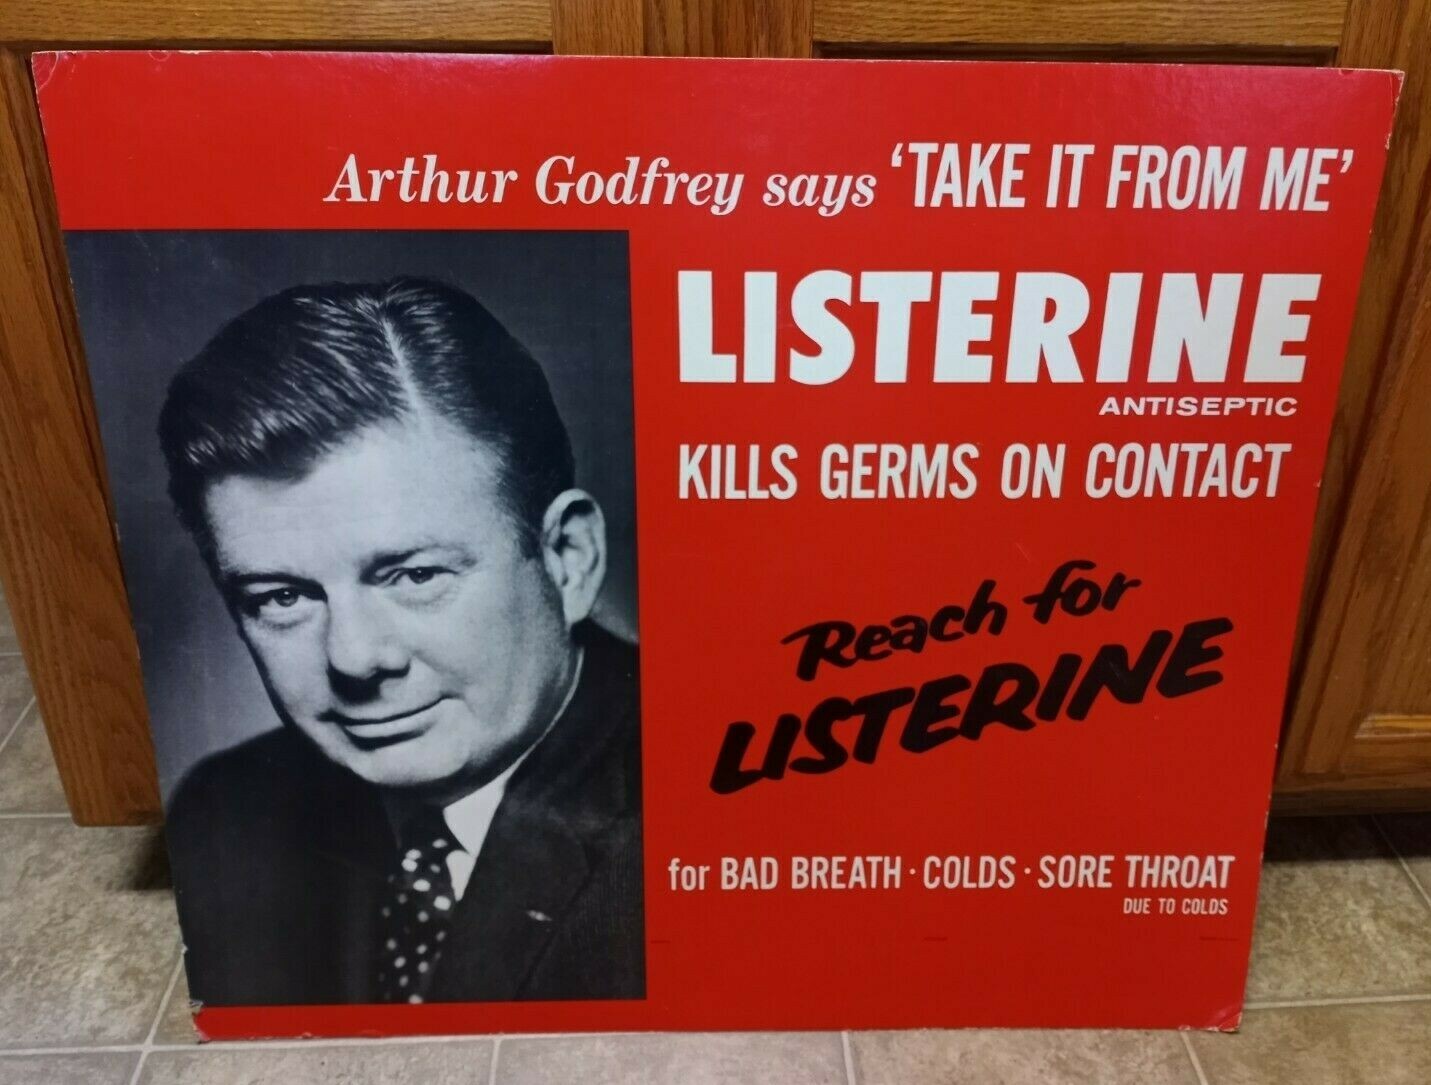 Arthur Godfrey says 'TAKE IT FROM ME'
LISTERINE
ANTISEPTIC
KILLS GERMS ON CONTACT
Reach for
LISTERINE
for BAD BREATH · COLDS · SORE THROAT
DUE TO COLDS